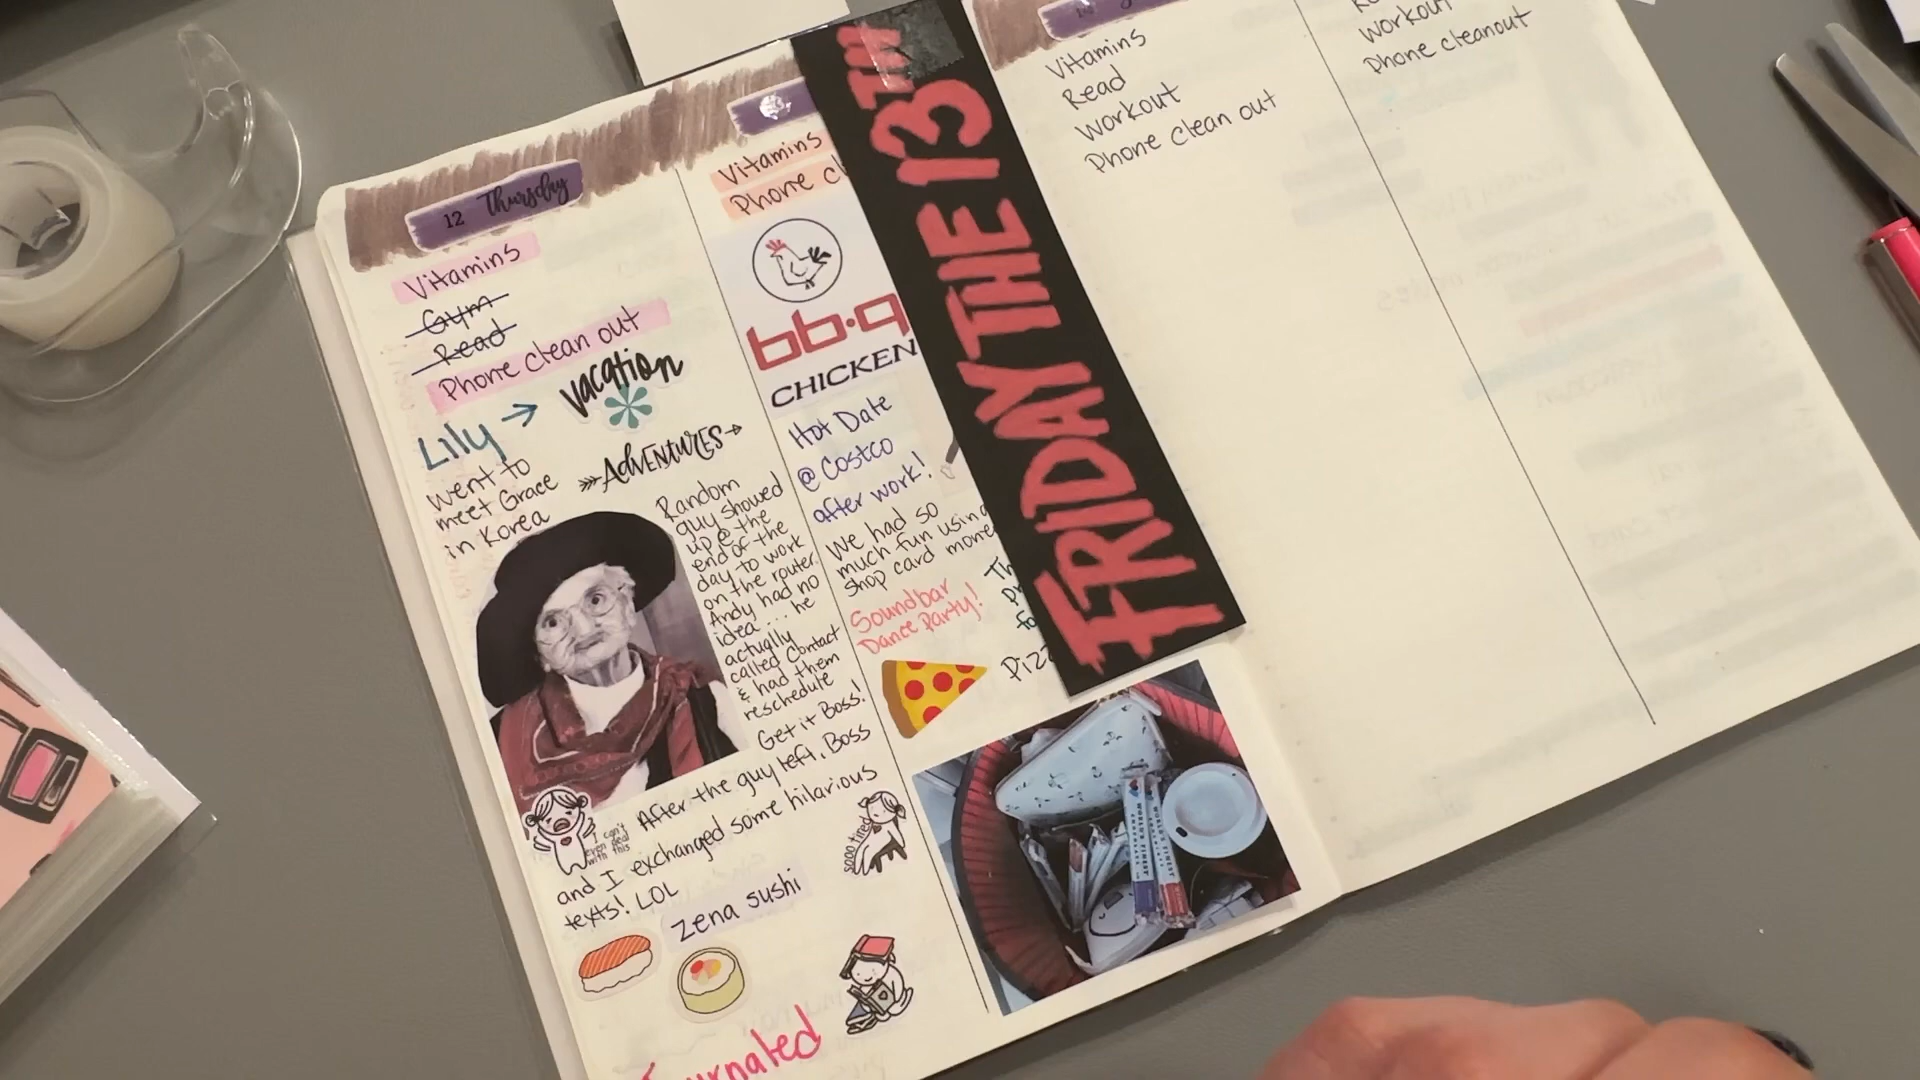 12 Thursday
Vitamins
Gym
Read
Phone clean out
Lily →
vacation
ADVENTURES
went to
meet Grace
in Korea
Random
guy showed
up @ the
end of the
day to work
on the router.
Andy had no
idea ... he
actually
called Contact
& had them
reschedule
Get it Boss!
After the guy left, Boss
and I exchanged some hilarious
texts! LOL
can't
even deal
with this
sooo tired
zena sushi
Vitamins
Phone
bb.q
CHICKEN
Hot Date
@ Costco
after work!
We had so
much fun using
shop card
Soundbar
Dance Party!
FRIDAY THE 13TH
WORLD'S FINEST
WORLD'S FINEST
Vitamins
Read
Workout
Phone clean out
Workout
Phone cleanout